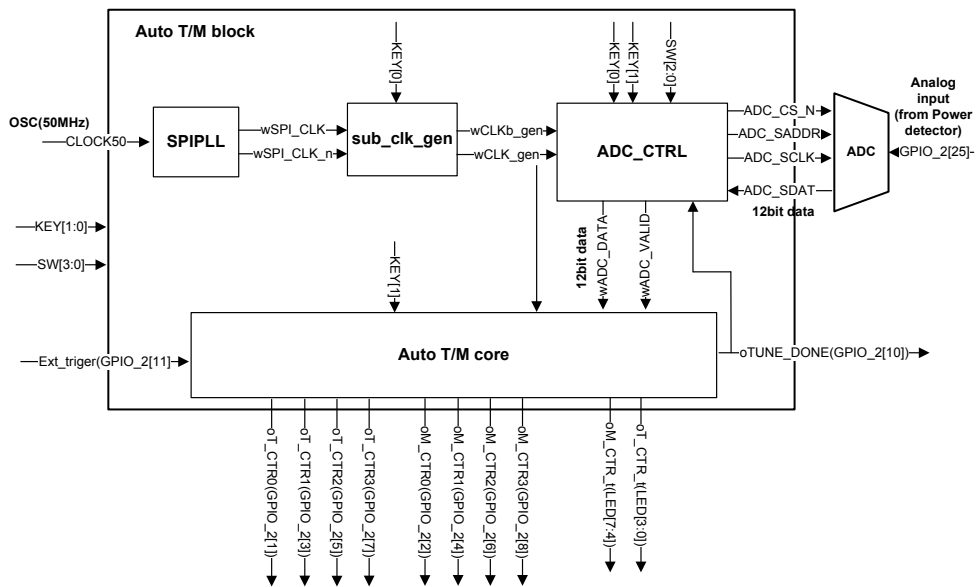 Auto T/M block
KEY[0]
KEY[0]
KEY[1]
SW[2:0]
OSC(50MHz)
CLOCK50
SPIPLL
wSPI_CLK
wSPI_CLK_n
sub_clk_gen
wCLKb_gen
wCLK_gen
ADC_CTRL
ADC_CS_N
ADC_SADDR
ADC_SCLK
ADC_SDAT
12bit data
ADC
Analog
input
(from Power
detector)
GPIO_2[25]
KEY[1:0]
SW[3:0]
KEY[1]
12bit data
wADC_DATA
wADC_VALID
Ext_triger(GPIO_2[11]
Auto T/M core
oTUNE_DONE(GPIO_2[10])
oT_CTR0(GPIO_2[1])
oT_CTR1(GPIO_2[3])
oT_CTR2(GPIO_2[5])
oT_CTR3(GPIO_2[7])
oM_CTR0(GPIO_2[2])
oM_CTR1(GPIO_2[4])
oM_CTR2(GPIO_2[6])
oM_CTR3(GPIO_2[8])
oM_CTR_t(LED[7:4])
oT_CTR_t(LED[3:0])